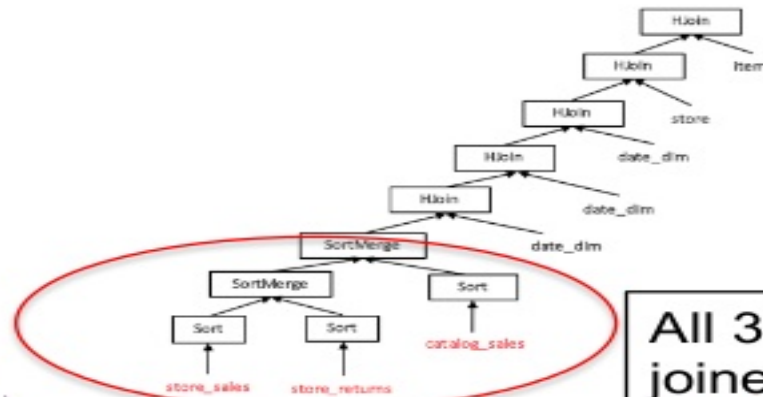 HJoin
HJoin
Item
HJoin
store
HJoin
date_dim
HJoin
date_dim
SortMerge
date_dim
SortMerge
Sort
Sort
Sort
catalog_sales
store_sales
store_returns
All 3
joine